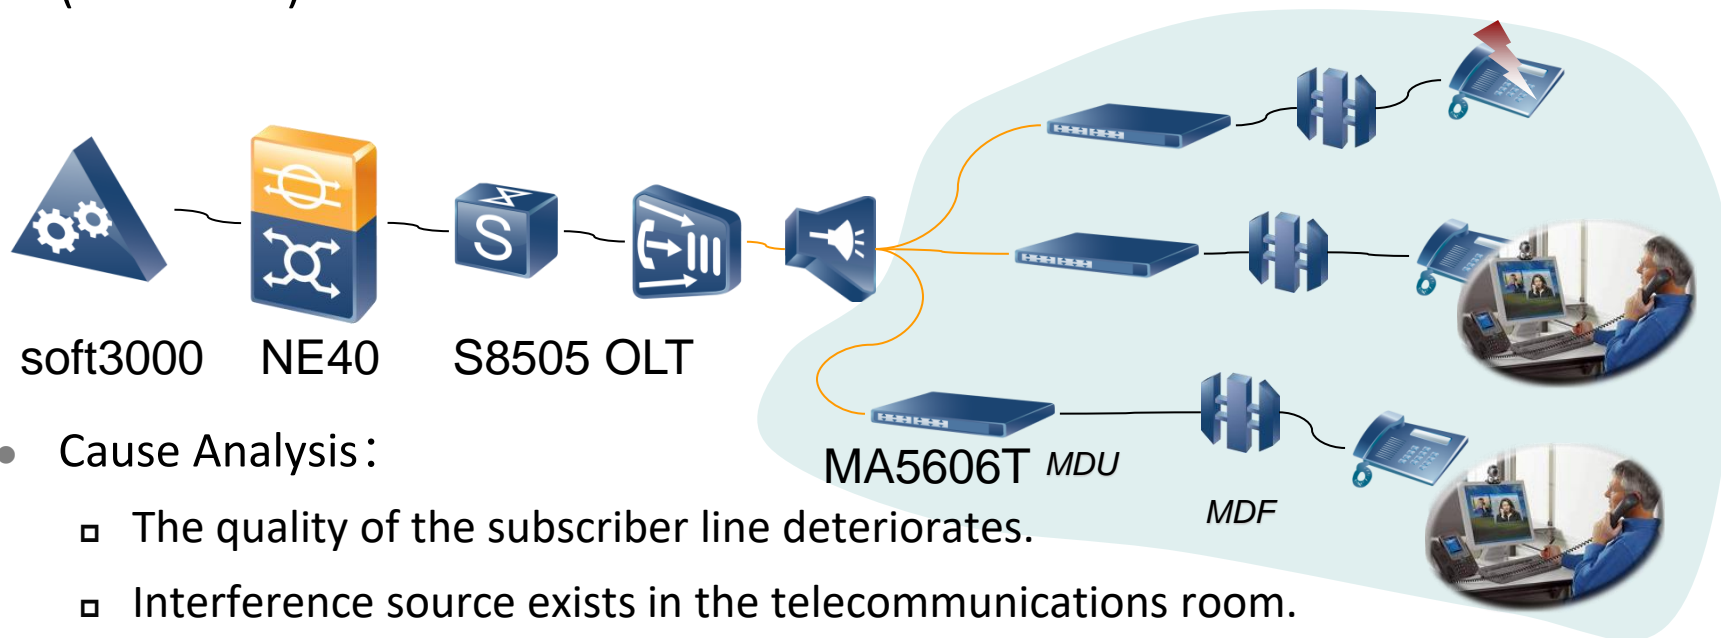 soft3000 NE40 S8505 OLT
Cause Analysis：
MA5606T MDU
MDF
The quality of the subscriber line deteriorates.
Interference source exists in the telecommunications room.